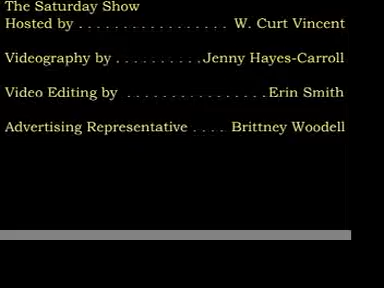 The Saturday Show
Hosted by . . . . . . . . . . . . . . . . . W. Curt Vincent
Videography by . . . . . . . . . . Jenny Hayes-Carroll
Video Editing by . . . . . . . . . . . . . . . . Erin Smith
Advertising Representative . . . . Brittney Woodell